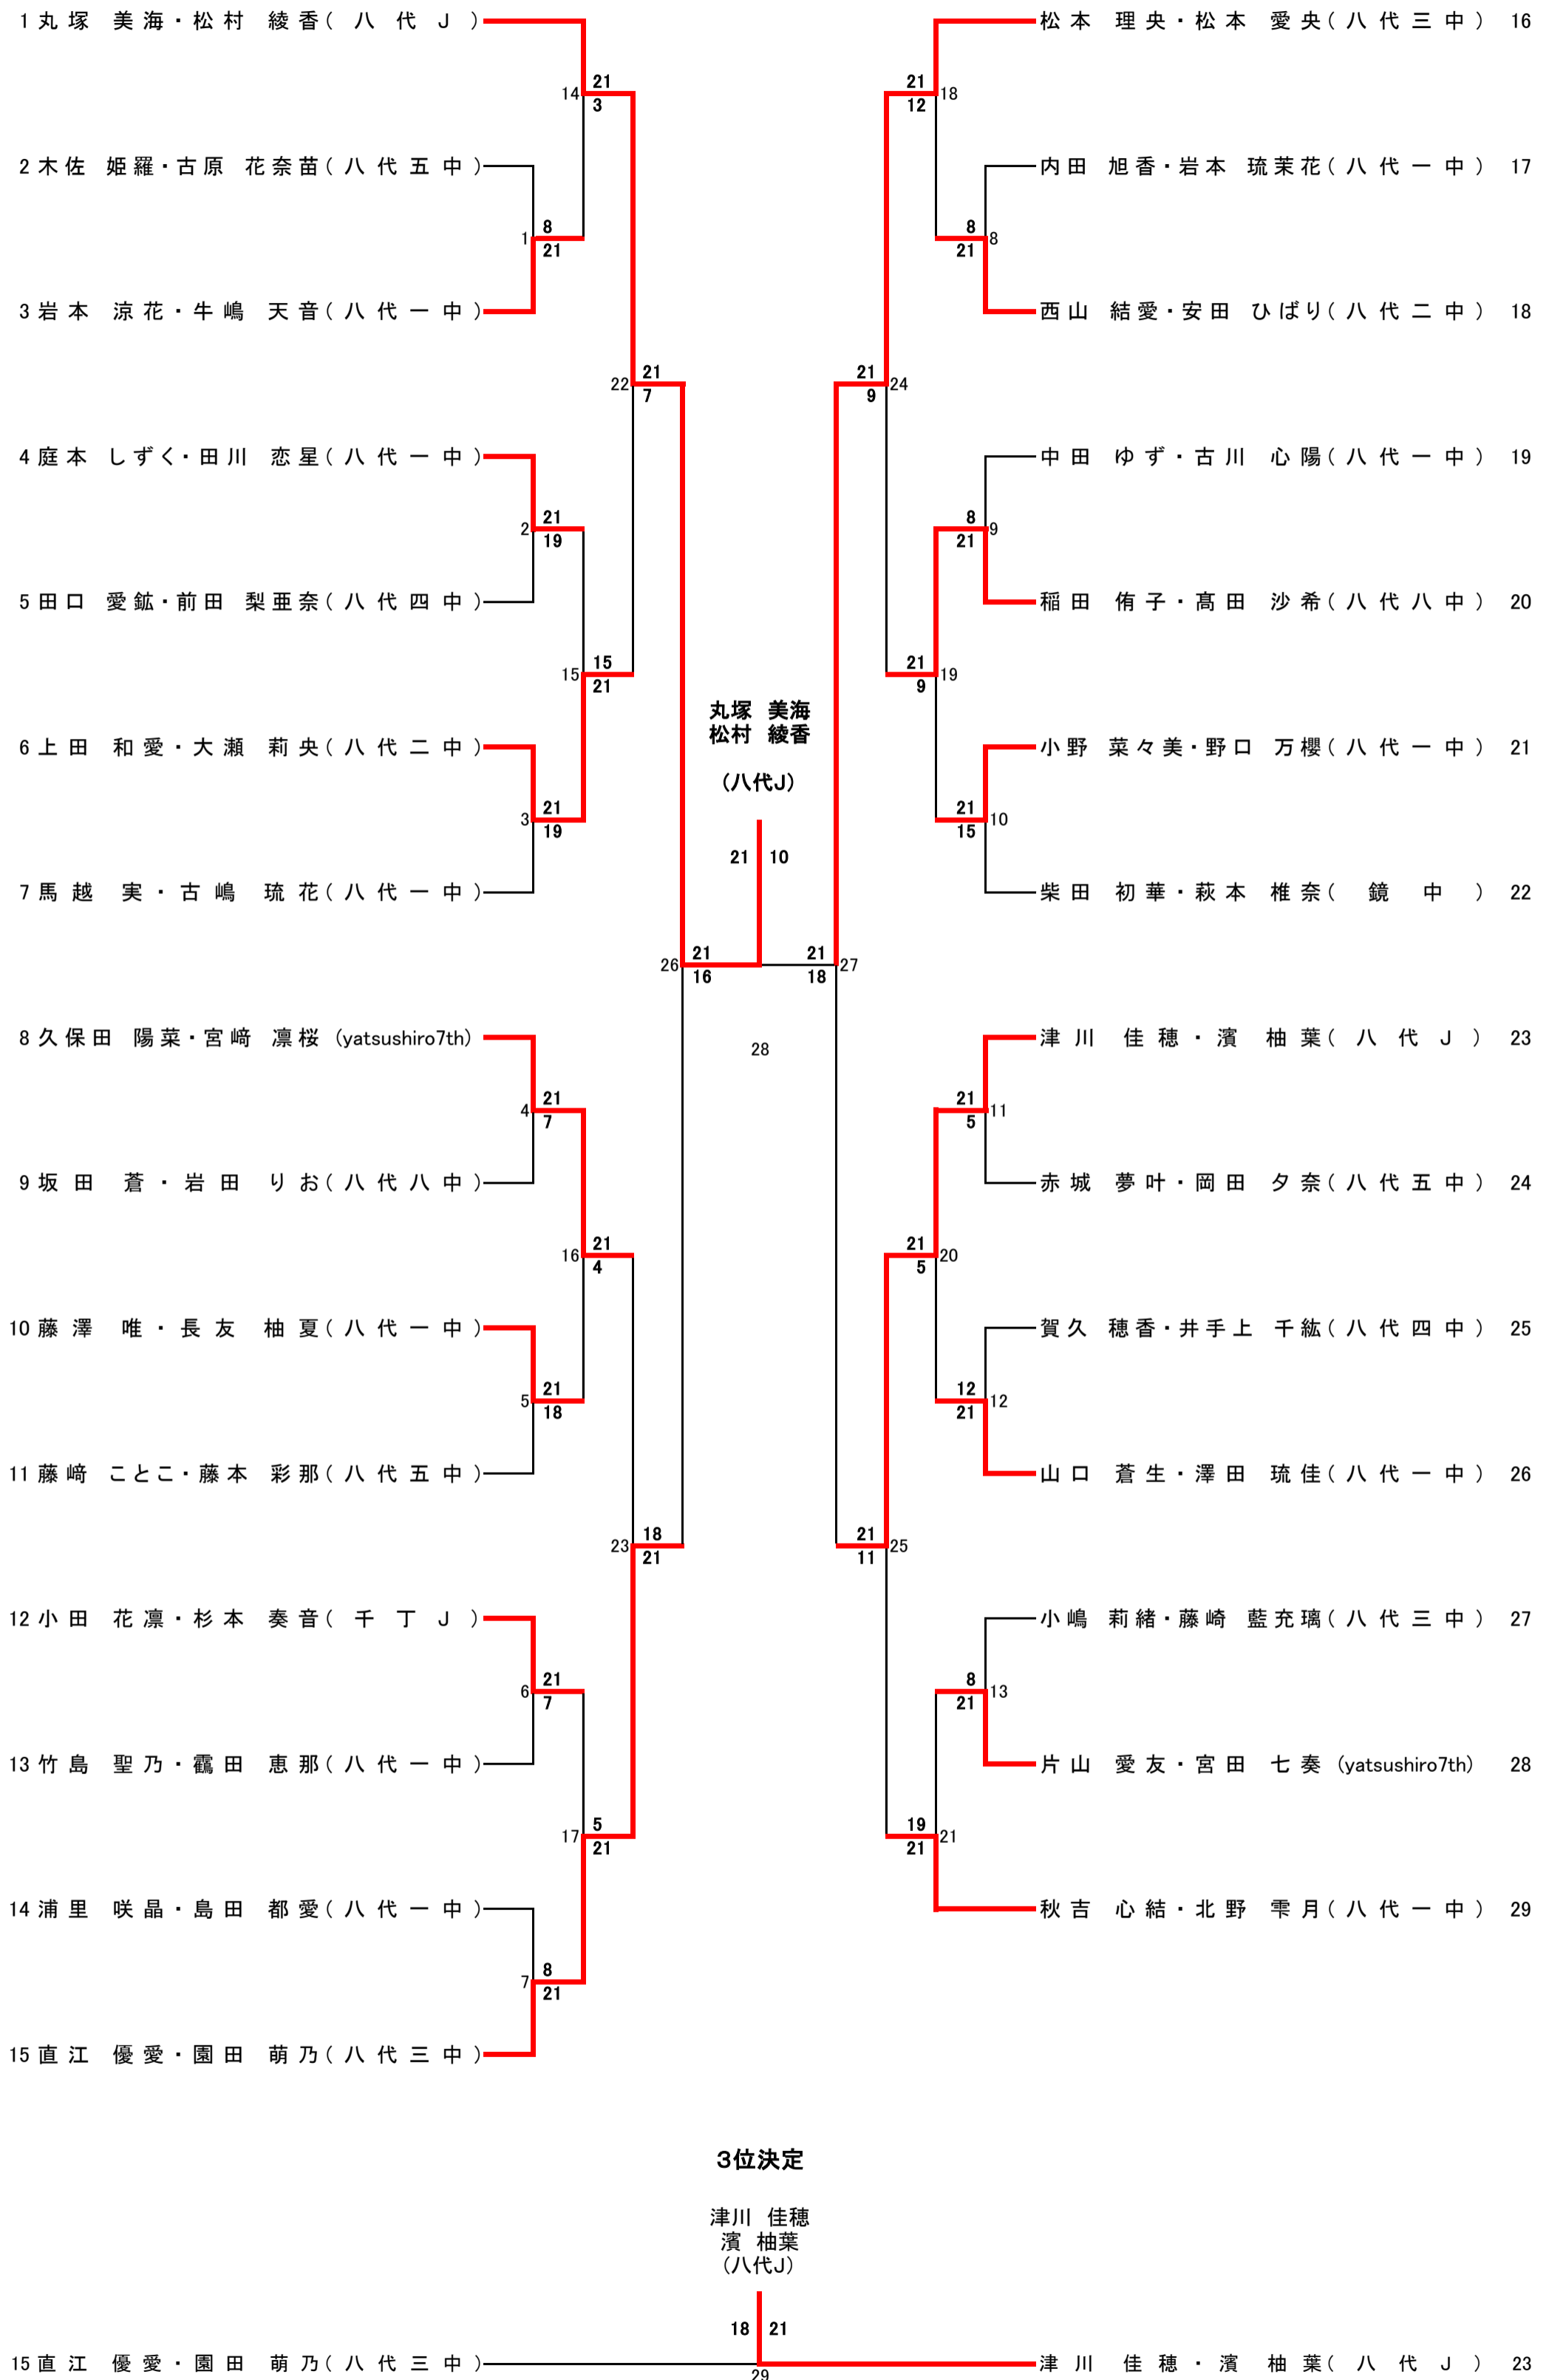 1 丸塚 美海・松村 綾香(八代J) 松本 理央・松本 愛央(八代三中) 16
21 21
14 18
3 12
2 木佐 姫羅・古原 花奈苗(八代五中) 内田 旭香・岩本 琉茉花(八代一中) 17
8 8
1 8
21 21
3 岩本 涼花・牛嶋 天音(八代一中) 西山 結愛・安田 ひばり(八代二中) 18
21 21
22 24
7 9
4 庭本 しずく・田川 恋星(八代一中) 中田 ゆず・古川 心陽(八代一中) 19
21 8
2 9
19 21
5 田口 愛鉱・前田 梨亜奈(八代四中) 稲田 侑子・髙田 沙希(八代八中) 20
15 21
15 19
21 9
丸塚 美海
松村 綾香
6 上田 和愛・大瀬 莉央(八代二中) 小野 菜々美・野口 万櫻(八代一中) 21
(八代J)
21 21
3 10
19 15
21 10
7 馬越 実・古嶋 琉花(八代一中) 柴田 初華・萩本 椎奈(鏡中) 22
21 21
26 27
16 18
8 久保田 陽菜・宮﨑 凛桜 (yatsushiro7th) 津川 佳穂・濱 柚葉(八代J) 23
28
21 21
4 11
7 5
9 坂田 蒼・岩田 りお(八代八中) 赤城 夢叶・岡田 夕奈(八代五中) 24
21 21
16 20
4 5
10 藤澤 唯・長友 柚夏(八代一中) 賀久 穂香・井手上 千紘(八代四中) 25
21 12
5 12
18 21
11 藤﨑 ことこ・藤本 彩那(八代五中) 山口 蒼生・澤田 琉佳(八代一中) 26
18 21
23 25
21 11
12 小田 花凛・杉本 奏音(千丁J) 小嶋 莉緒・藤崎 藍充璃(八代三中) 27
21 8
6 13
7 21
13 竹島 聖乃・靍田 恵那(八代一中) 片山 愛友・宮田 七奏 (yatsushiro7th) 28
5 19
17 21
21 21
14 浦里 咲晶・島田 都愛(八代一中) 秋吉 心結・北野 雫月(八代一中) 29
8
7
21
15 直江 優愛・園田 萌乃(八代三中)
3位決定
津川 佳穂
濱 柚葉
(八代J)
18 21
15 直江 優愛・園田 萌乃(八代三中) 津川 佳穂・濱 柚葉(八代J) 23
29